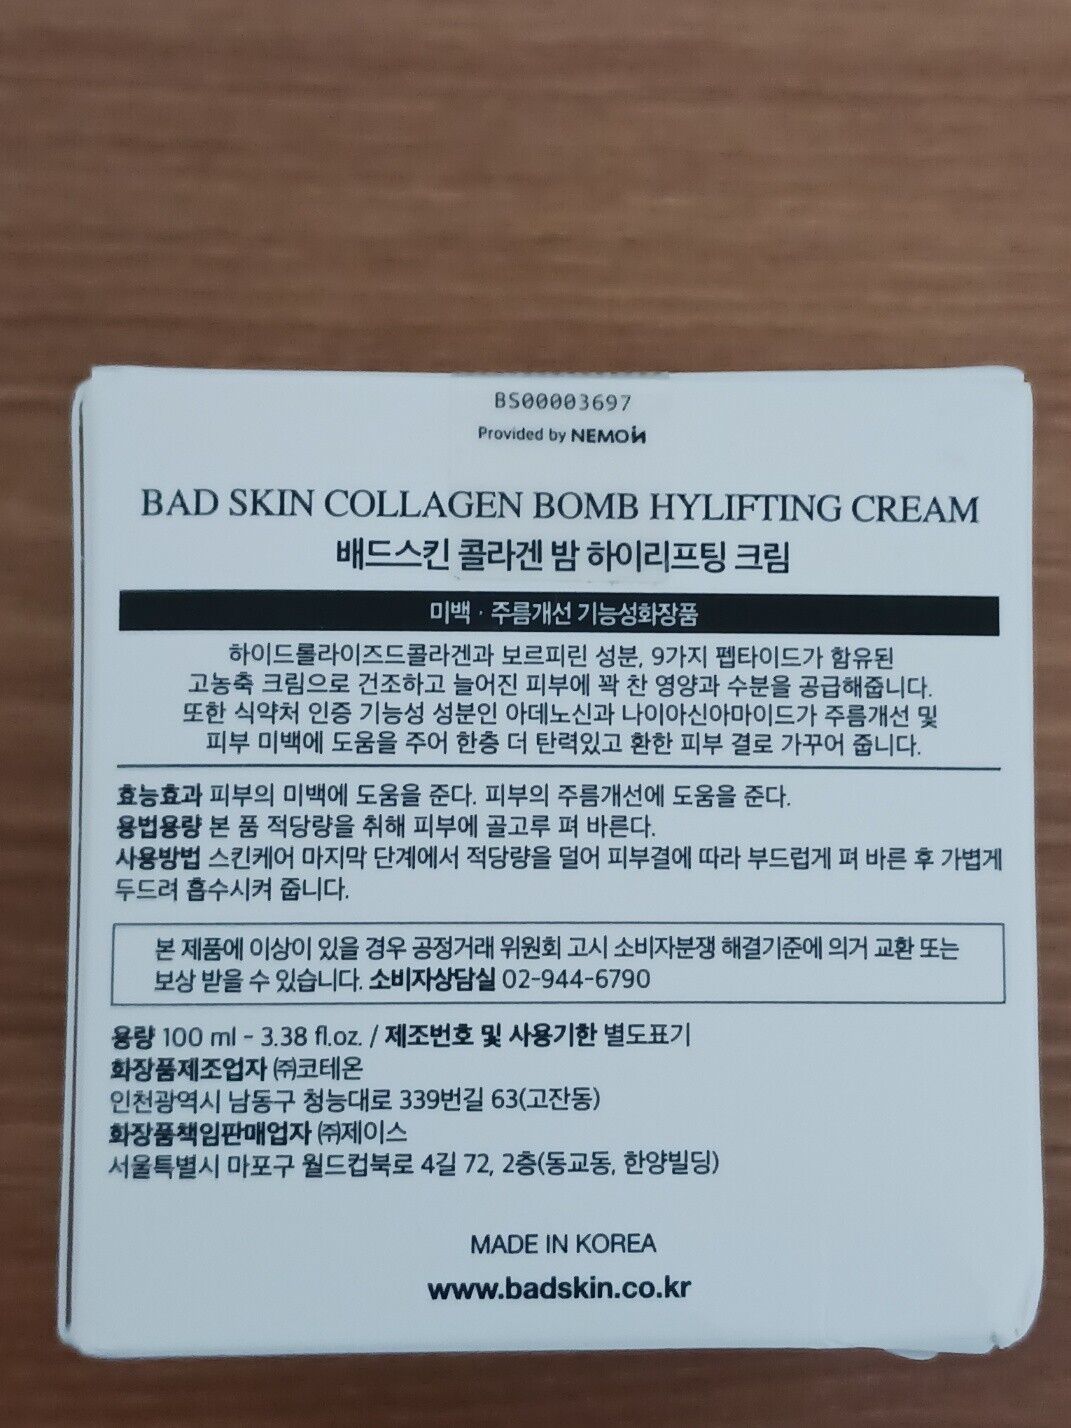 BS00003697
Provided by NEMOiN
BAD SKIN COLLAGEN BOMB HYLIFTING CREAM
배드스킨 콜라겐 밤 하이리프팅 크림
미백 · 주름개선 기능성화장품
하이드롤라이즈드콜라겐과 보르피린 성분, 9가지 펩타이드가 함유된
고농축 크림으로 건조하고 늘어진 피부에 꽉 찬 영양과 수분을 공급해줍니다.
또한 식약처 인증 기능성 성분인 아데노신과 나이아신아마이드가 주름개선 및
피부 미백에 도움을 주어 한층 더 탄력있고 환한 피부 결로 가꾸어 줍니다.
효능효과 피부의 미백에 도움을 준다. 피부의 주름개선에 도움을 준다.
용법용량 본 품 적당량을 취해 피부에 골고루 펴 바른다.
사용방법 스킨케어 마지막 단계에서 적당량을 덜어 피부결에 따라 부드럽게 펴 바른 후 가볍게
두드려 흡수시켜 줍니다.
본 제품에 이상이 있을 경우 공정거래 위원회 고시 소비자분쟁 해결기준에 의거 교환 또는
보상 받을 수 있습니다. 소비자상담실 02-944-6790
용량 100 ml - 3.38 fl.oz. / 제조번호 및 사용기한 별도표기
화장품제조업자 ㈜코테온
인천광역시 남동구 청능대로 339번길 63(고잔동)
화장품책임판매업자 ㈜제이스
서울특별시 마포구 월드컵북로 4길 72, 2층(동교동, 한양빌딩)
MADE IN KOREA
www.badskin.co.kr